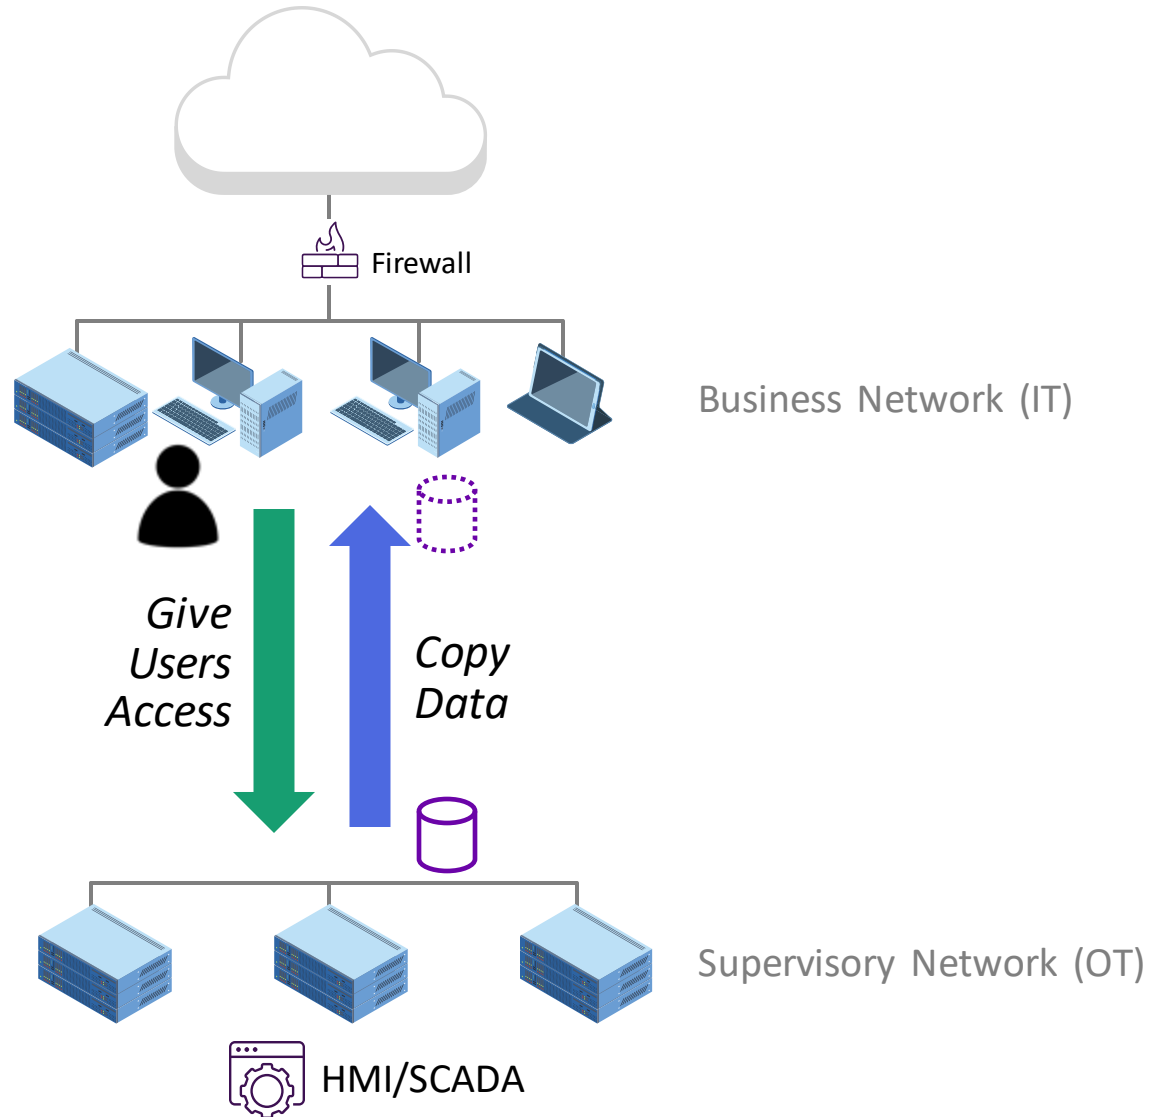 Firewall
Business Network (IT)
Give
Users
Access
Copy
Data
Supervisory Network (OT)
HMI/SCADA